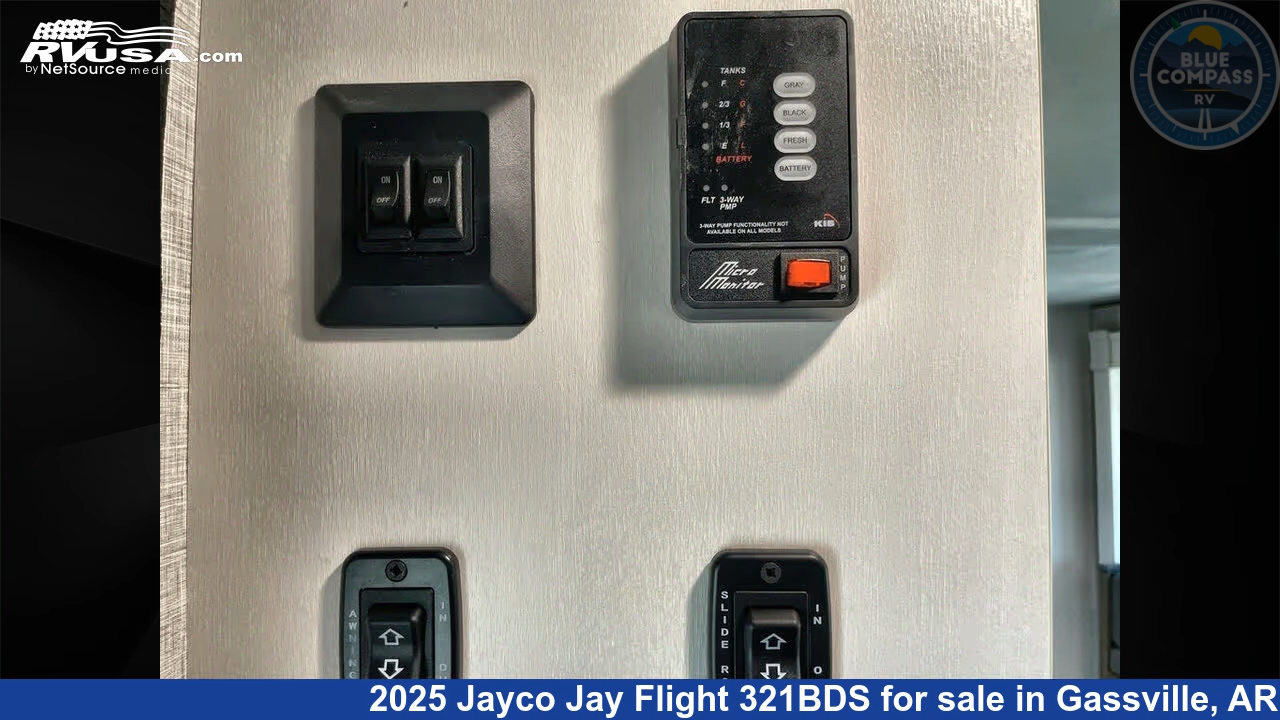 RVUSA.com
by NetSource media
BLUE
COMPASS
RV
ON ON
OFF OFF
TANKS
F C
2/3 G
1/3 F
E L
BATTERY
GRAY
BLACK
FRESH
BATTERY
FLT 3-WAY
PMP
3-WAY PUMP FUNCTIONALITY NOT
AVAILABLE ON ALL MODELS
KIB
Micro
Monitor
PUMP
AWNING
IN
SLIDE
IN
2025 Jayco Jay Flight 321BDS for sale in Gassville, AR